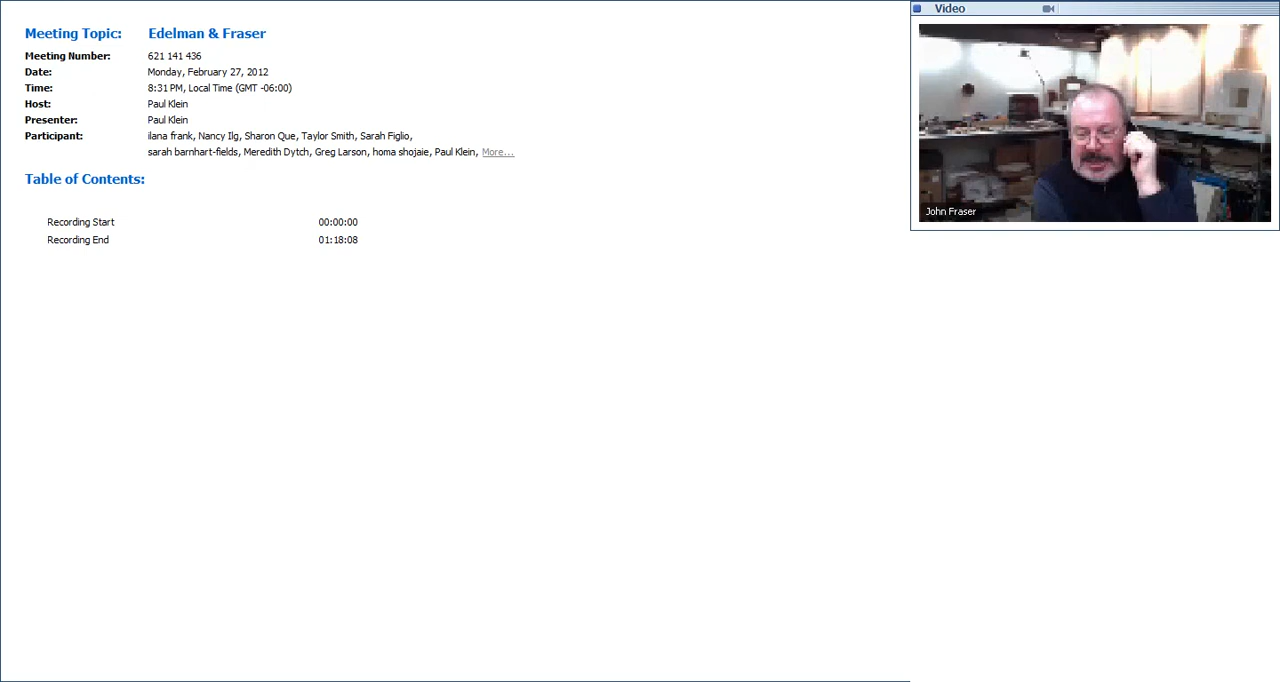 Meeting Topic: Edelman & Fraser
Meeting Number: 621 141 436
Date: Monday, February 27, 2012
Time: 8:31 PM, Local Time (GMT -06:00)
Host: Paul Klein
Presenter: Paul Klein
Participant: ilana frank, Nancy Ilg, Sharon Que, Taylor Smith, Sarah Figlio,
sarah barnhart-fields, Meredith Dytch, Greg Larson, homa shojaie, Paul Klein, More...
Table of Contents:
Recording Start 00:00:00
Recording End 01:18:08
Video
John Fraser